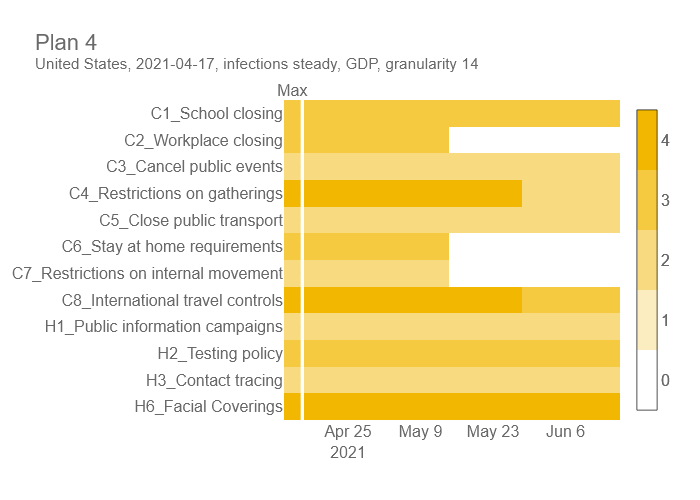 Plan 4
United States, 2021-04-17, infections steady, GDP, granularity 14
Max
C1_School closing
C2_Workplace closing
C3_Cancel public events
C4_Restrictions on gatherings
C5_Close public transport
C6_Stay at home requirements
C7_Restrictions on internal movement
C8_International travel controls
H1_Public information campaigns
H2_Testing policy
H3_Contact tracing
H6_Facial Coverings
4
3
2
1
0
Apr 25 May 9 May 23 Jun 6
2021